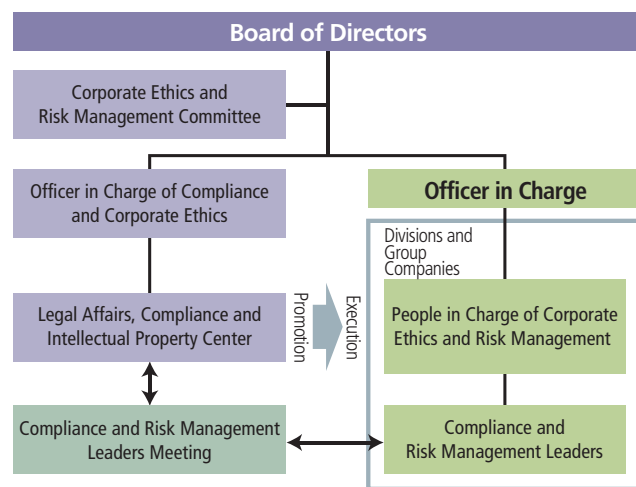 Board of Directors
Corporate Ethics and
Risk Management Committee
Officer in Charge of Compliance
and Corporate Ethics
Officer in Charge
Divisions and
Group
Companies
Legal Affairs, Compliance and
Intellectual Property Center
Promotion
Execution
People in Charge of Corporate
Ethics and Risk Management
Compliance and Risk Management
Leaders Meeting
Compliance and
Risk Management Leaders